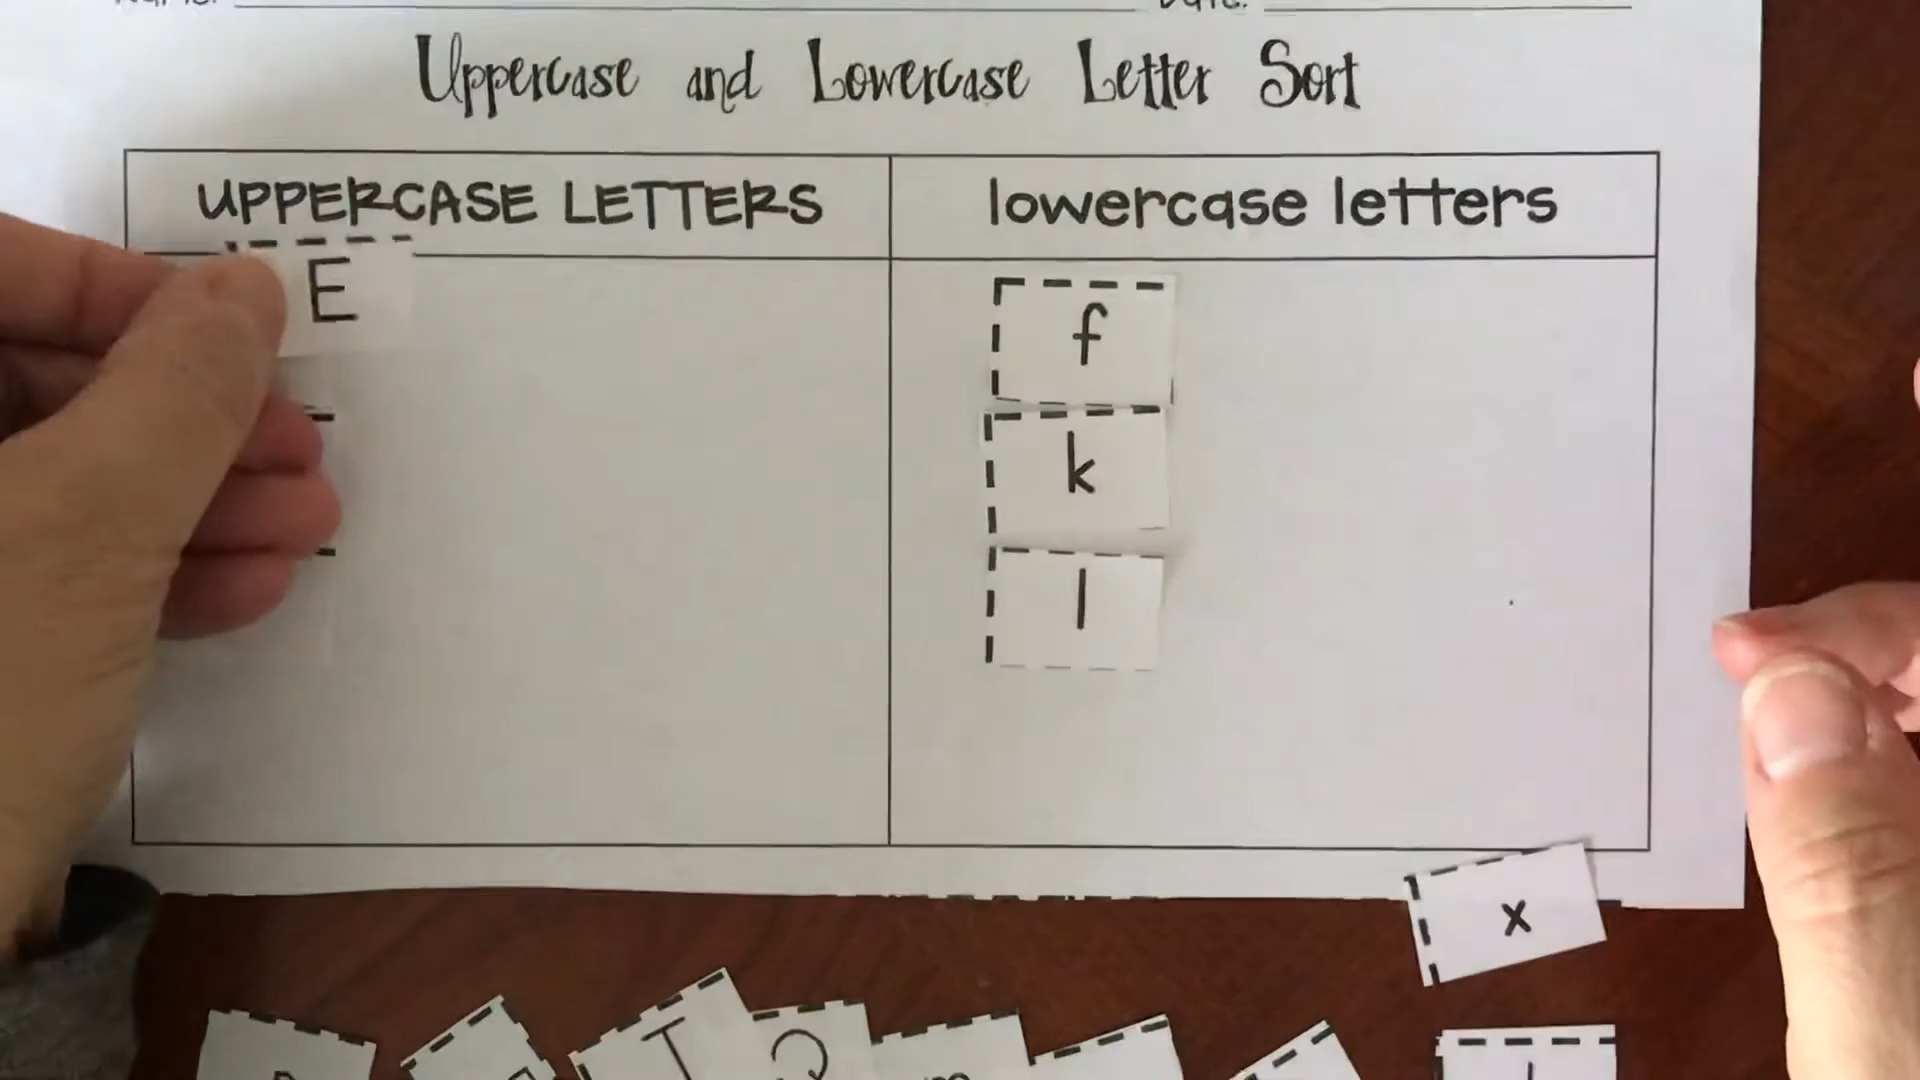 Uppercase and Lowercase Letter Sort
UPPERCASE LETTERS lowercase letters
E
f
k
l
x